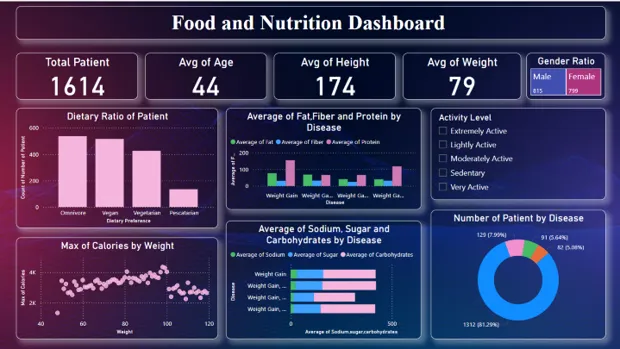 Food and Nutrition Dashboard
Total Patient
1614
Avg of Age
44
Avg of Height
174
Avg of Weight
79
Gender Ratio
Male
Female
815
799
Dietary Ratio of Patient
Count of Number of Patient
600
400
200
0
Omnivore
Vegan
Vegetarian
Pescatarian
Dietary Preference
Average of Fat,Fiber and Protein by
Disease
Average of Fat
Average of Fiber
Average of Protein
Average of F...
200
100
0
Weight Gain
Weight Ga...
Weight Ga...
Weight Ga...
Disease
Activity Level
Extremely Active
Lightly Active
Moderately Active
Sedentary
Very Active
Max of Calories by Weight
Max of Calories
4K
2K
40
60
80
100
120
Weight
Average of Sodium, Sugar and
Carbohydrates by Disease
Average of Sodium
Average of Sugar
Average of Carbohydrates
Disease
Weight Gain
Weight Gain, ...
Weight Gain, ...
Weight Gain, ...
0
500
Average of Sodium,sugar,carbohydrates
Number of Patient by Disease
129 (7.99%)
91 (5.64%)
82 (5.08%)
1312 (81.29%)